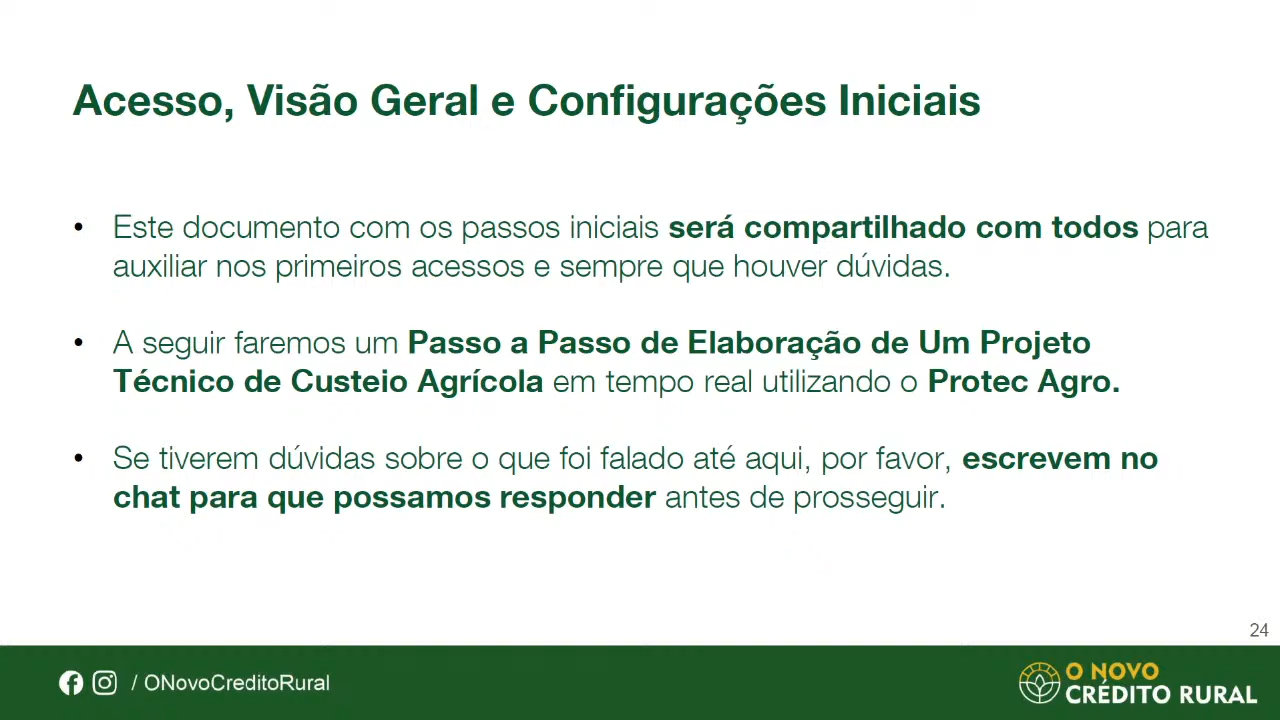 Acesso, Visão Geral e Configurações Iniciais
• Este documento com os passos iniciais será compartilhado com todos para
auxiliar nos primeiros acessos e sempre que houver dúvidas.
• A seguir faremos um Passo a Passo de Elaboração de Um Projeto
Técnico de Custeio Agrícola em tempo real utilizando o Protec Agro.
• Se tiverem dúvidas sobre o que foi falado até aqui, por favor, escrevem no
chat para que possamos responder antes de prosseguir.
24
/ ONovoCreditoRural
O NOVO
CRÉDITO RURAL